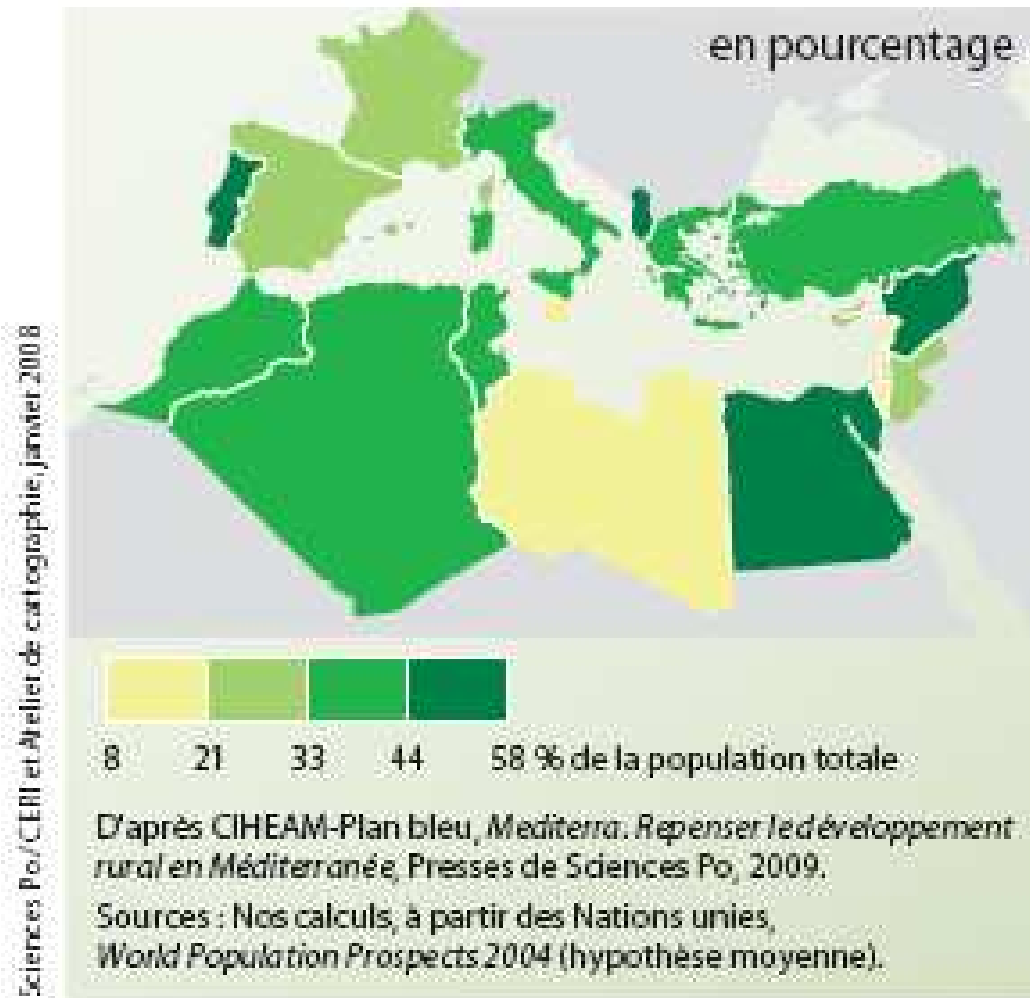 en pourcentage
8 21 33 44 58 % de la population totale
D'après CIHEAM-Plan bleu, Mediterra. Repenser le développement
rural en Méditerranée, Presses de Sciences Po, 2009.
Sources : Nos calculs, à partir des Nations unies,
World Population Prospects 2004 (hypothèse moyenne).
Sciences Po / CERI et Atelier de cartographie, janvier 2008